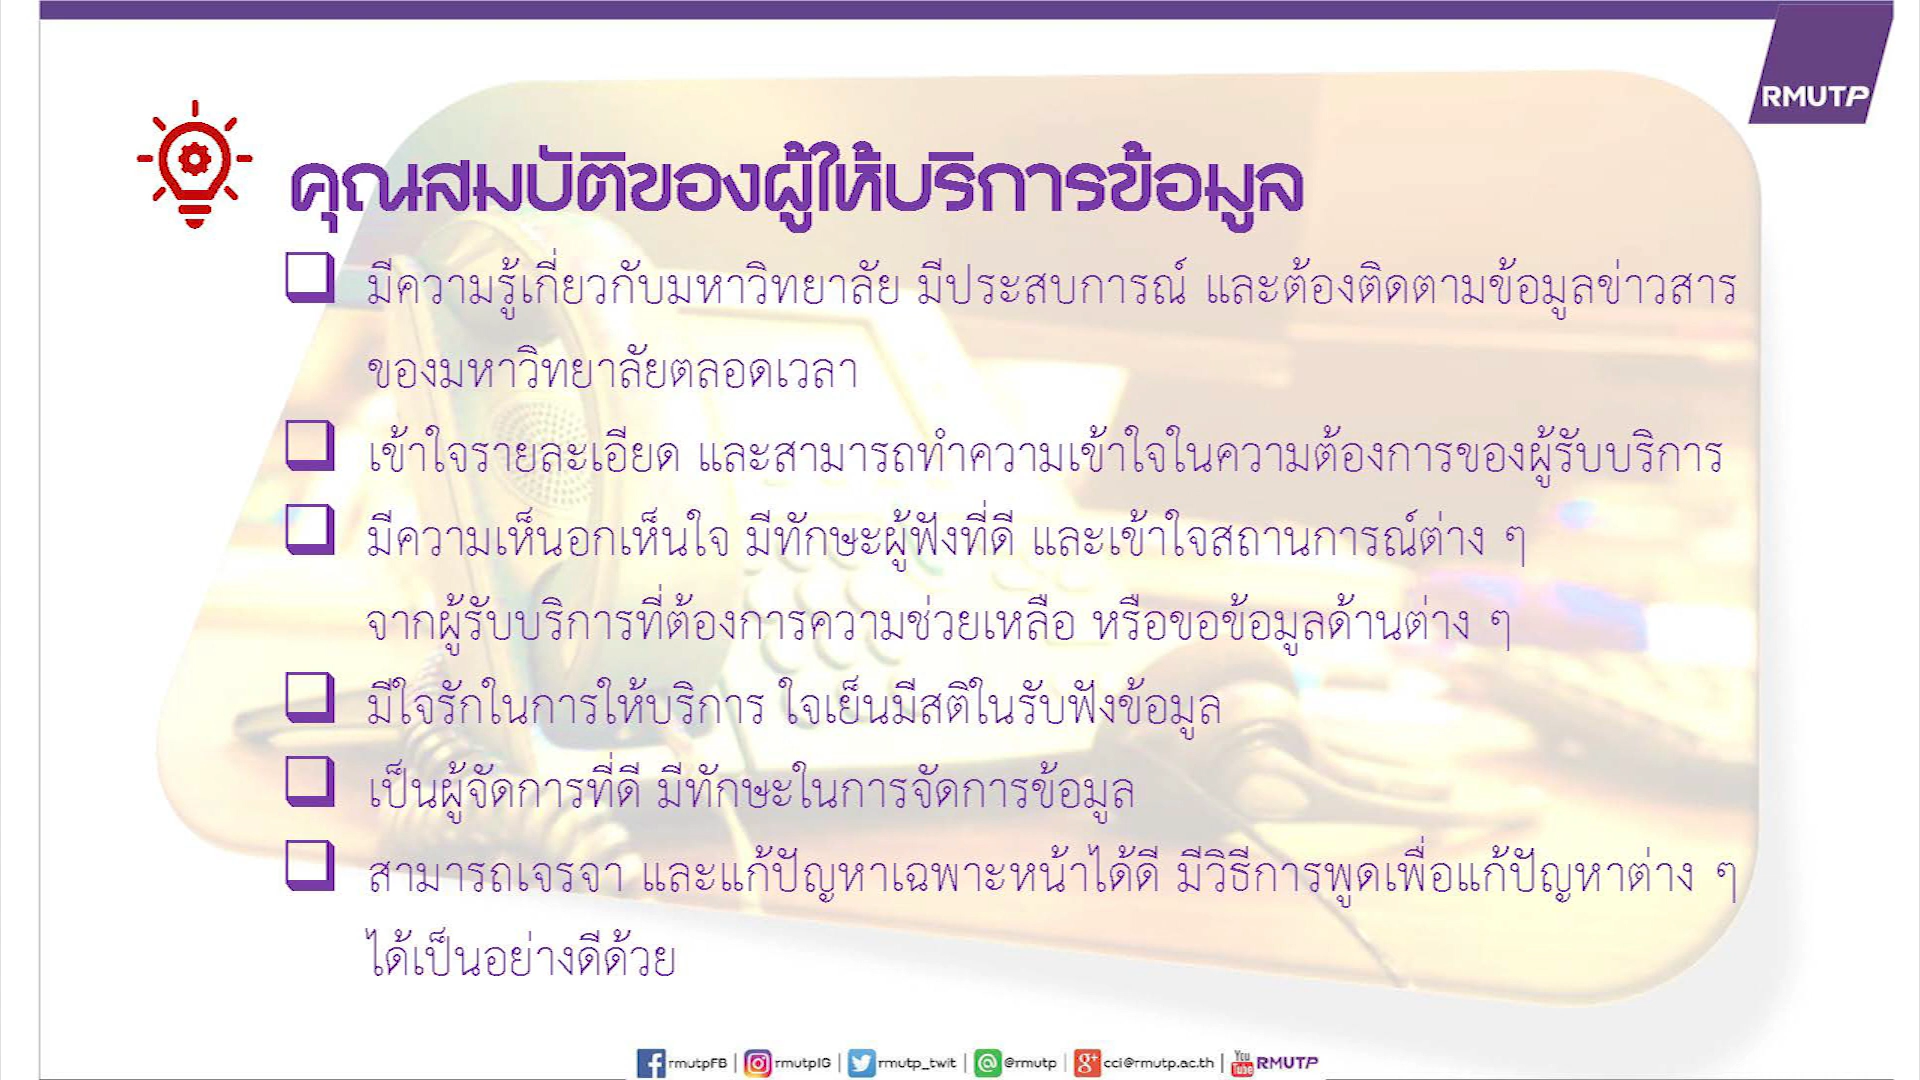 RMUTP
คุณสมบัติของผู้ให้บริการข้อมูล
มีความรู้เกี่ยวกับมหาวิทยาลัย มีประสบการณ์ และต้องติดตามข้อมูลข่าวสาร
ของมหาวิทยาลัยตลอดเวลา
เข้าใจรายละเอียด และสามารถทำความเข้าใจในความต้องการของผู้รับบริการ
มีความเห็นอกเห็นใจ มีทักษะผู้ฟังที่ดี และเข้าใจสถานการณ์ต่าง ๆ
จากผู้รับบริการที่ต้องการความช่วยเหลือ หรือขอข้อมูลด้านต่าง ๆ
มีใจรักในการให้บริการ ใจเย็นมีสติในรับฟังข้อมูล
เป็นผู้จัดการที่ดี มีทักษะในการจัดการข้อมูล
สามารถเจรจา และแก้ปัญหาเฉพาะหน้าได้ดี มีวิธีการพูดเพื่อแก้ปัญหาต่าง ๆ
ได้เป็นอย่างดีด้วย
rmutpFB | rmutpIG | rmutp_twit | @rmutp | cci@rmutp.ac.th | You Tube RMUTP